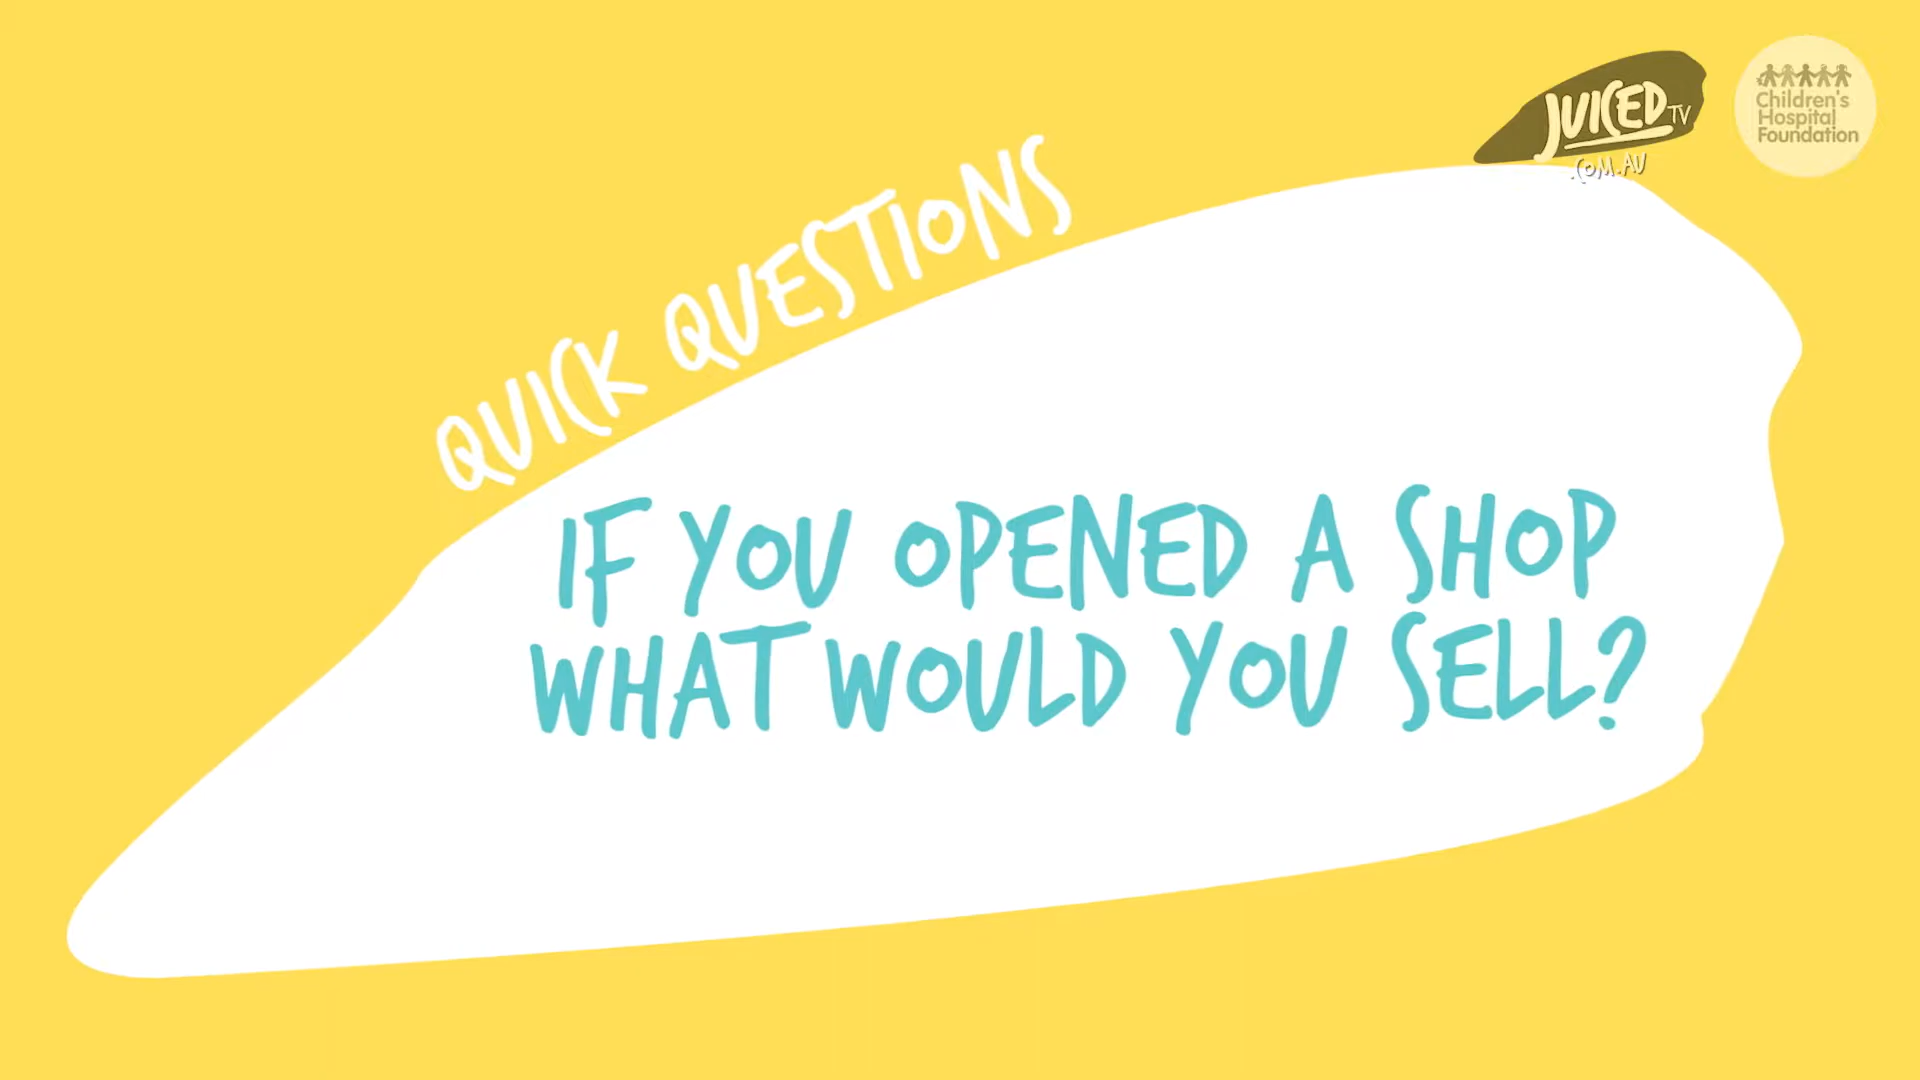 JUICED TV
.COM.AU
Children's
Hospital
Foundation
QUICK QUESTIONS
IF YOU OPENED A SHOP
WHAT WOULD YOU SELL?